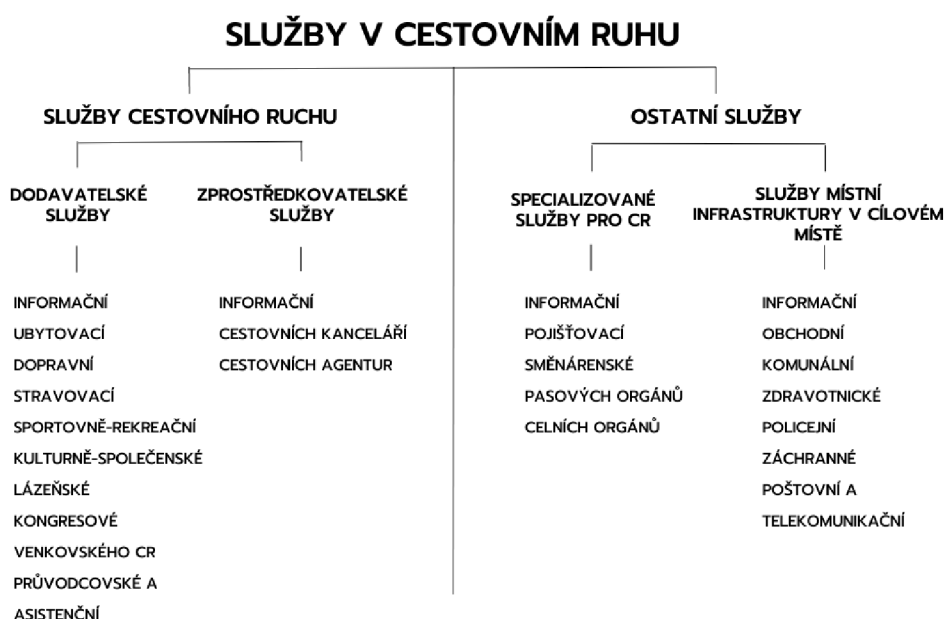 SLUŽBY V CESTOVNÍM RUHU
SLUŽBY CESTOVNÍHO RUCHU
DODAVATELSKÉ
SLUŽBY
INFORMAČNÍ
UBYTOVACÍ
DOPRAVNÍ
STRAVOVACÍ
SPORTOVNĚ-REKREAČNÍ
KULTURNĚ-SPOLEČENSKÉ
LÁZEŇSKÉ
KONGRESOVÉ
VENKOVSKÉHO CR
PRŮVODCOVSKÉ A
ASISTENČNÍ
ZPROSTŘEDKOVATELSKÉ
SLUŽBY
INFORMAČNÍ
CESTOVNÍCH KANCELÁŘÍ
CESTOVNÍCH AGENTUR
OSTATNÍ SLUŽBY
SPECIALIZOVANÉ
SLUŽBY PRO CR
INFORMAČNÍ
POJIŠŤOVACÍ
SMĚNÁRENSKÉ
PASOVÝCH ORGÁNŮ
CELNÍCH ORGÁNŮ
SLUŽBY MÍSTNÍ
INFRASTRUKTURY V CÍLOVÉM
MÍSTĚ
INFORMAČNÍ
OBCHODNÍ
KOMUNÁLNÍ
ZDRAVOTNICKÉ
POLICEJNÍ
ZÁCHRANNÉ
POŠTOVNÍ A
TELEKOMUNIKAČNÍ